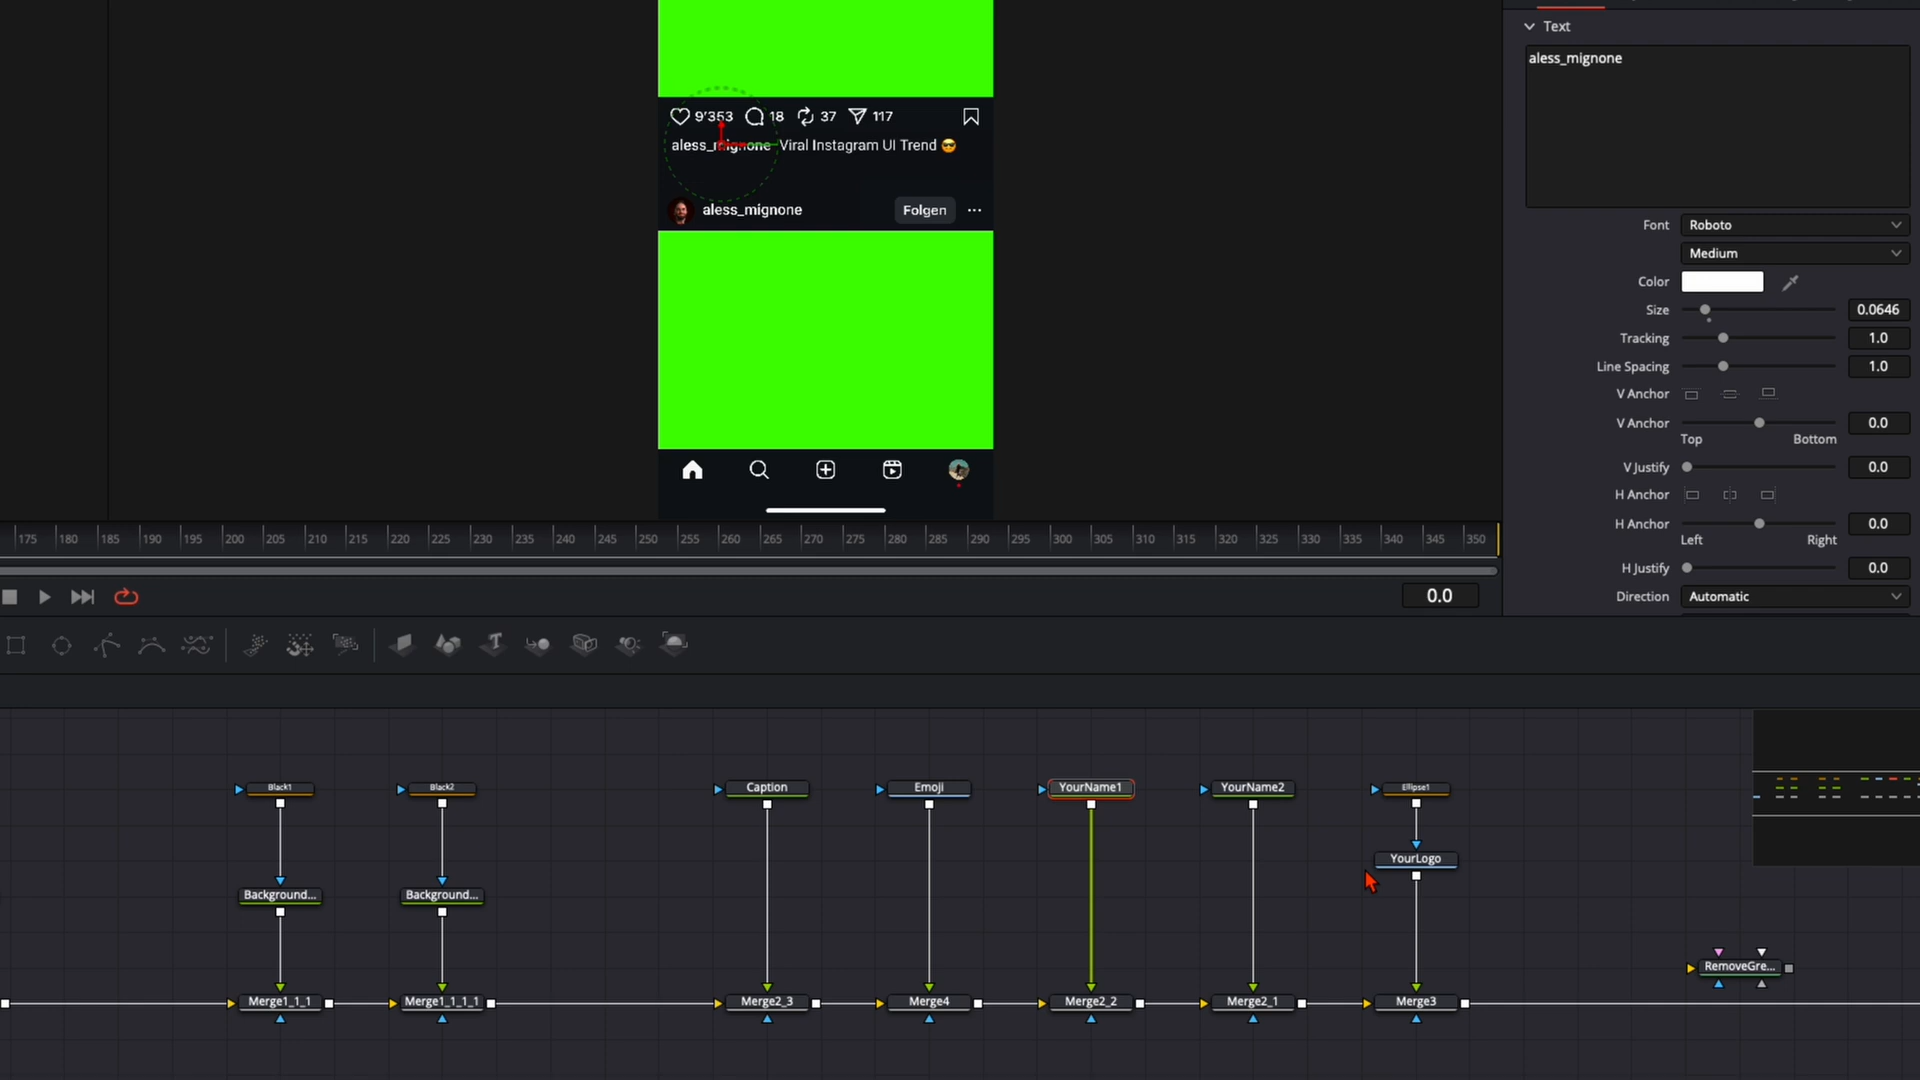 Text
aless_mignone
9'353 18 37 117
aless_mignone Viral Instagram UI Trend 😎
aless_mignone Folgen ...
Font Roboto
Medium
Color
Size 0.0646
Tracking 1.0
Line Spacing 1.0
V Anchor
V Anchor 0.0
Top Bottom
V Justify 0.0
H Anchor
H Anchor 0.0
Left Right
H Justify 0.0
Direction Automatic
175 180 185 190 195 200 205 210 215 220 225 230 235 240 245 250 255 260 265 270 275 280 285 290 295 300 305 310 315 320 325 330 335 340 345 350
0.0
Black1 Black2 Caption Emoji YourName1 YourName2 Ellipse1
YourLogo
Background... Background...
RemoveGre...
Merge1_1_1 Merge1_1_1_1 Merge2_3 Merge4 Merge2_2 Merge2_1 Merge3